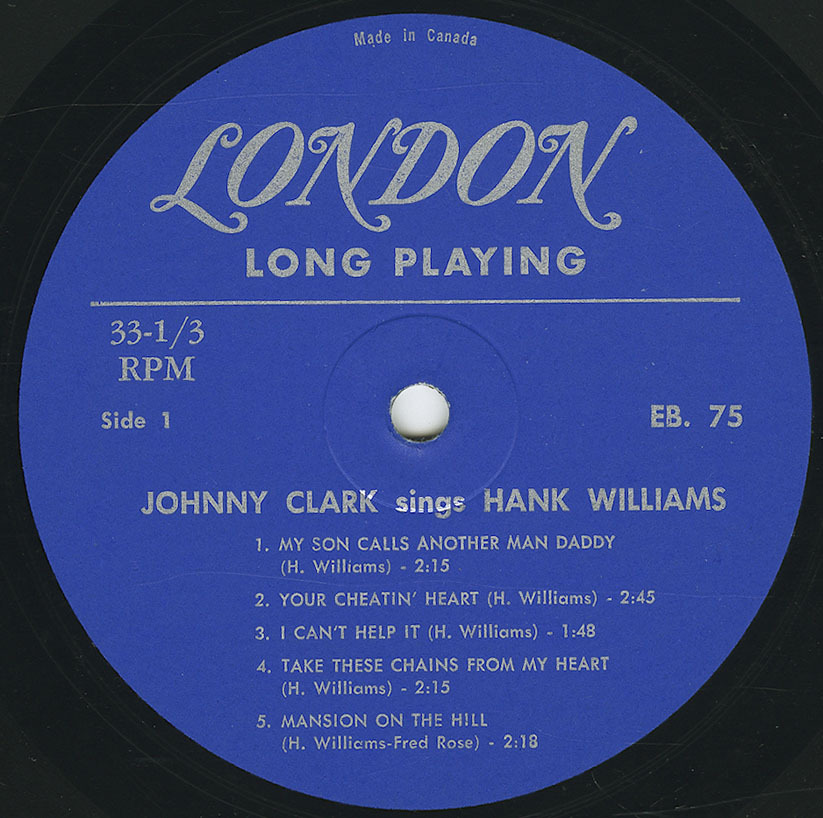 Made in Canada
LONDON
LONG PLAYING
33-1/3
RPM
Side 1
EB. 75
JOHNNY CLARK sings HANK WILLIAMS
1. MY SON CALLS ANOTHER MAN DADDY
(H. Williams) - 2:15
2. YOUR CHEATIN' HEART (H. Williams) - 2:45
3. I CAN'T HELP IT (H. Williams) - 1:48
4. TAKE THESE CHAINS FROM MY HEART
(H. Williams) - 2:15
5. MANSION ON THE HILL
(H. Williams-Fred Rose) - 2:18